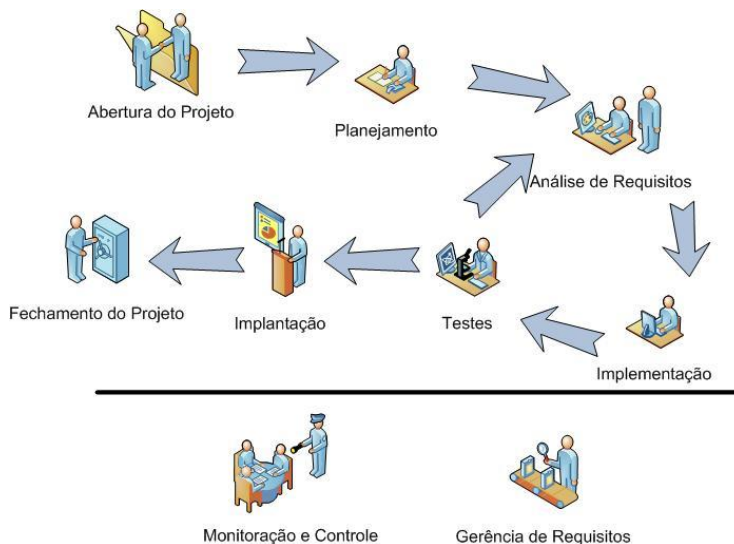 Abertura do Projeto
Planejamento
Análise de Requisitos
Fechamento do Projeto
Implantação
Testes
Implementação
Monitoração e Controle
Gerência de Requisitos